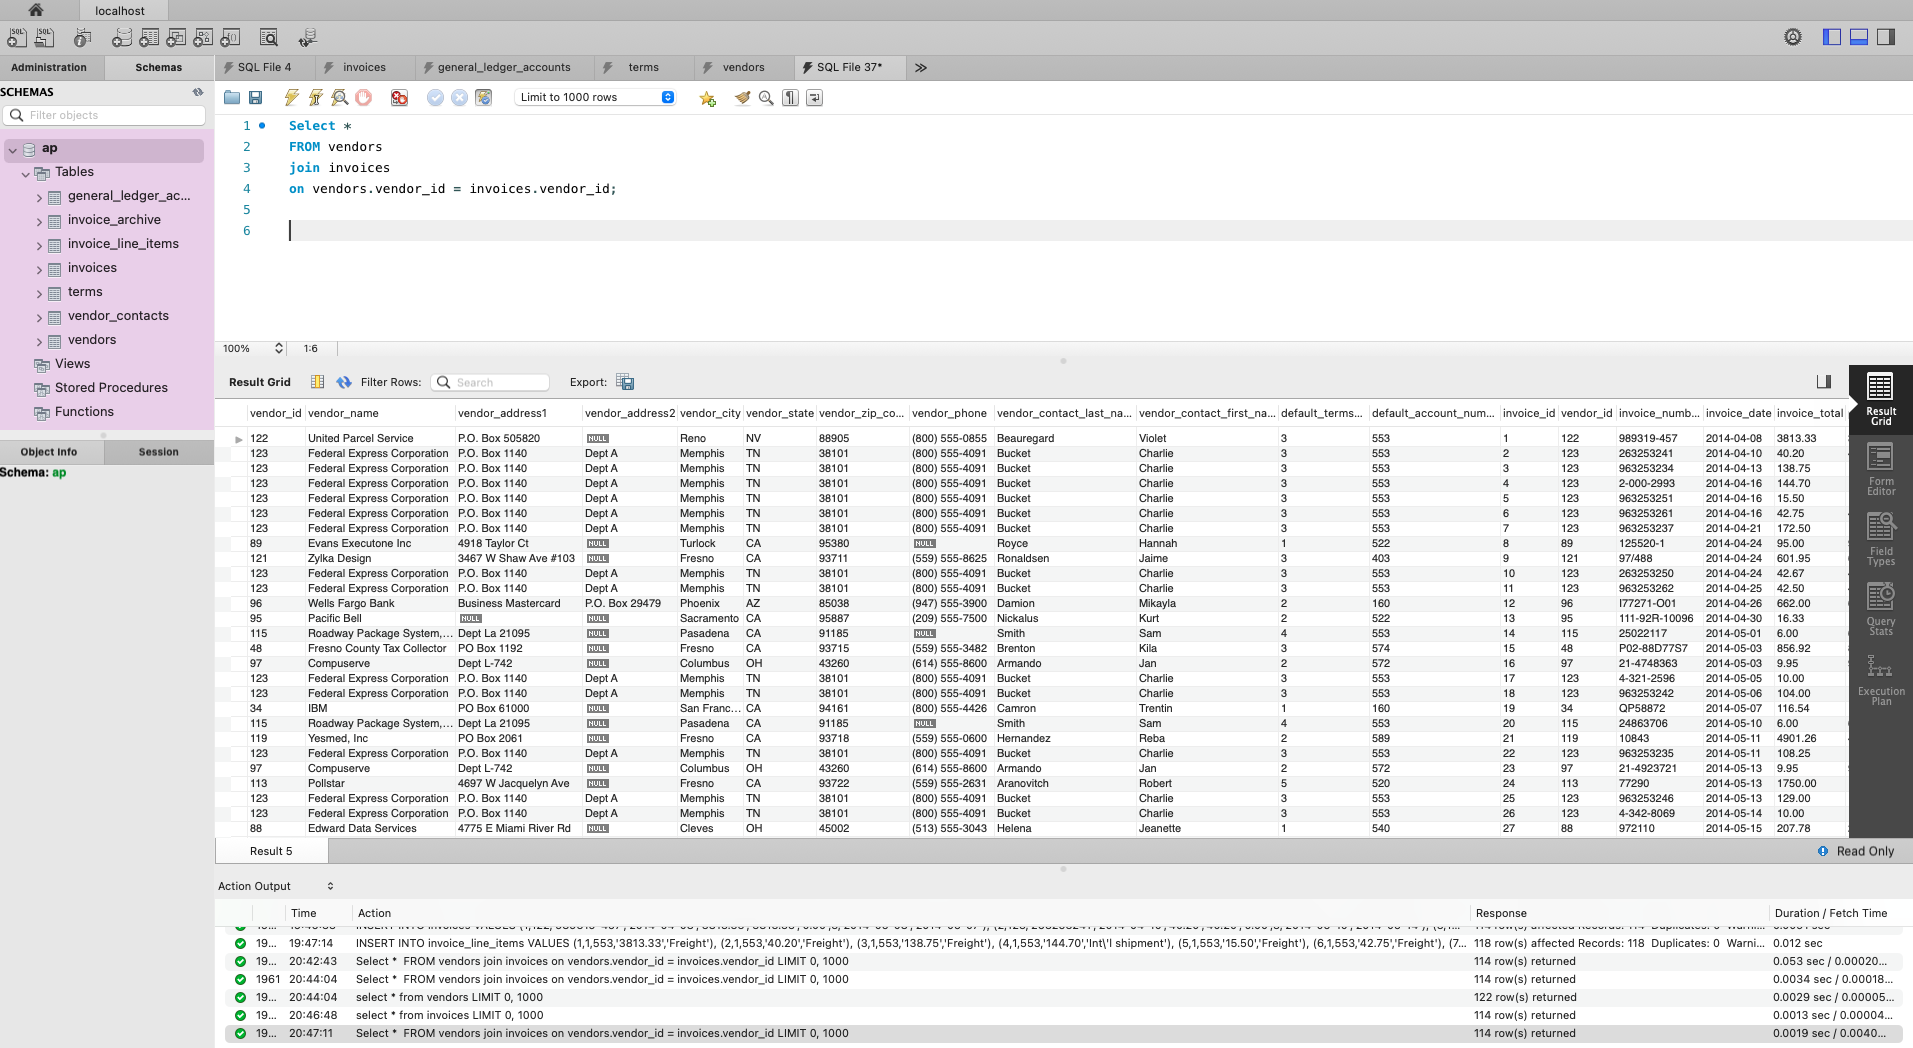 localhost
Administration Schemas SQL File 4 invoices general_ledger_accounts terms vendors SQL File 37*
SCHEMAS
Limit to 1000 rows
Filter objects
ap
Tables
general_ledger_ac...
invoice_archive
invoice_line_items
invoices
terms
vendor_contacts
vendors
Views
Stored Procedures
Functions
Object Info Session
Schema: ap
1 Select *
2 FROM vendors
3 join invoices
4 on vendors.vendor_id = invoices.vendor_id;
5
6
100% 1:6
Result Grid Filter Rows: Search Export:
vendor_id vendor_name vendor_address1 vendor_address2 vendor_city vendor_state vendor_zip_co... vendor_phone vendor_contact_last_na... vendor_contact_first_na... default_terms... default_account_num... invoice_id vendor_id invoice_numb... invoice_date invoice_total
122 United Parcel Service P.O. Box 505820 NULL Reno NV 88905 (800) 555-0855 Beauregard Violet 3 553 1 122 989319-457 2014-04-08 3813.33
123 Federal Express Corporation P.O. Box 1140 Dept A Memphis TN 38101 (800) 555-4091 Bucket Charlie 3 553 2 123 263253241 2014-04-10 40.20
123 Federal Express Corporation P.O. Box 1140 Dept A Memphis TN 38101 (800) 555-4091 Bucket Charlie 3 553 3 123 963253234 2014-04-13 138.75
123 Federal Express Corporation P.O. Box 1140 Dept A Memphis TN 38101 (800) 555-4091 Bucket Charlie 3 553 4 123 2-000-2993 2014-04-16 144.70
123 Federal Express Corporation P.O. Box 1140 Dept A Memphis TN 38101 (800) 555-4091 Bucket Charlie 3 553 5 123 963253251 2014-04-16 15.50
123 Federal Express Corporation P.O. Box 1140 Dept A Memphis TN 38101 (800) 555-4091 Bucket Charlie 3 553 6 123 963253261 2014-04-16 42.75
123 Federal Express Corporation P.O. Box 1140 Dept A Memphis TN 38101 (800) 555-4091 Bucket Charlie 3 553 7 123 963253237 2014-04-21 172.50
89 Evans Executone Inc 4918 Taylor Ct NULL Turlock CA 95380 NULL Royce Hannah 1 522 8 89 125520-1 2014-04-24 95.00
121 Zylka Design 3467 W Shaw Ave #103 NULL Fresno CA 93711 (559) 555-8625 Ronaldsen Jaime 3 403 9 121 97/488 2014-04-24 601.95
123 Federal Express Corporation P.O. Box 1140 Dept A Memphis TN 38101 (800) 555-4091 Bucket Charlie 3 553 10 123 263253250 2014-04-24 42.67
123 Federal Express Corporation P.O. Box 1140 Dept A Memphis TN 38101 (800) 555-4091 Bucket Charlie 3 553 11 123 963253262 2014-04-25 42.50
96 Wells Fargo Bank Business Mastercard P.O. Box 29479 Phoenix AZ 85038 (947) 555-3900 Damion Mikayla 2 160 12 96 I77271-O01 2014-04-26 662.00
95 Pacific Bell NULL NULL Sacramento CA 95887 (209) 555-7500 Nickalus Kurt 2 522 13 95 111-92R-10096 2014-04-30 16.33
115 Roadway Package System,... Dept La 21095 NULL Pasadena CA 91185 NULL Smith Sam 4 553 14 115 25022117 2014-05-01 6.00
48 Fresno County Tax Collector PO Box 1192 NULL Fresno CA 93715 (559) 555-3482 Brenton Kila 3 574 15 48 P02-88D77S7 2014-05-03 856.92
97 Compuserve Dept L-742 NULL Columbus OH 43260 (614) 555-8600 Armando Jan 2 572 16 97 21-4748363 2014-05-03 9.95
123 Federal Express Corporation P.O. Box 1140 Dept A Memphis TN 38101 (800) 555-4091 Bucket Charlie 3 553 17 123 4-321-2596 2014-05-05 10.00
123 Federal Express Corporation P.O. Box 1140 Dept A Memphis TN 38101 (800) 555-4091 Bucket Charlie 3 553 18 123 963253242 2014-05-06 104.00
34 IBM PO Box 61000 NULL San Franc... CA 94161 (800) 555-4426 Camron Trentin 1 160 19 34 QP58872 2014-05-07 116.54
115 Roadway Package System,... Dept La 21095 NULL Pasadena CA 91185 NULL Smith Sam 4 553 20 115 24863706 2014-05-10 6.00
119 Yesmed, Inc PO Box 2061 NULL Fresno CA 93718 (559) 555-0600 Hernandez Reba 2 589 21 119 10843 2014-05-11 4901.26
123 Federal Express Corporation P.O. Box 1140 Dept A Memphis TN 38101 (800) 555-4091 Bucket Charlie 3 553 22 123 963253235 2014-05-11 108.25
97 Compuserve Dept L-742 NULL Columbus OH 43260 (614) 555-8600 Armando Jan 2 572 23 97 21-4923721 2014-05-13 9.95
113 Pollstar 4697 W Jacquelyn Ave NULL Fresno CA 93722 (559) 555-2631 Aranovitch Robert 5 520 24 113 77290 2014-05-13 1750.00
123 Federal Express Corporation P.O. Box 1140 Dept A Memphis TN 38101 (800) 555-4091 Bucket Charlie 3 553 25 123 963253246 2014-05-13 129.00
123 Federal Express Corporation P.O. Box 1140 Dept A Memphis TN 38101 (800) 555-4091 Bucket Charlie 3 553 26 123 4-342-8069 2014-05-14 10.00
88 Edward Data Services 4775 E Miami River Rd NULL Cleves OH 45002 (513) 555-3043 Helena Jeanette 1 540 27 88 972110 2014-05-15 207.78
Result
Grid
Form
Editor
Field
Types
Query
Stats
Execution
Plan
Result 5 Read Only
Action Output
Time Action Response Duration / Fetch Time
19... 19:47:14 INSERT INTO invoice_line_items VALUES (1,1,553,'3813.33','Freight'), (2,1,553,'40.20','Freight'), (3,1,553,'138.75','Freight'), (4,1,553,'144.70','Int\'l shipment'), (5,1,553,'15.50','Freight'), (6,1,553,'42.75','Freight'), (7... 118 row(s) affected Records: 118 Duplicates: 0 Warni... 0.012 sec
19... 20:42:43 Select * FROM vendors join invoices on vendors.vendor_id = invoices.vendor_id LIMIT 0, 1000 114 row(s) returned 0.053 sec / 0.00020...
1961 20:44:04 Select * FROM vendors join invoices on vendors.vendor_id = invoices.vendor_id LIMIT 0, 1000 114 row(s) returned 0.0034 sec / 0.00018...
19... 20:44:04 select * from vendors LIMIT 0, 1000 122 row(s) returned 0.0029 sec / 0.00005...
19... 20:46:48 select * from invoices LIMIT 0, 1000 114 row(s) returned 0.0013 sec / 0.00004...
19... 20:47:11 Select * FROM vendors join invoices on vendors.vendor_id = invoices.vendor_id LIMIT 0, 1000 114 row(s) returned 0.0019 sec / 0.0040...